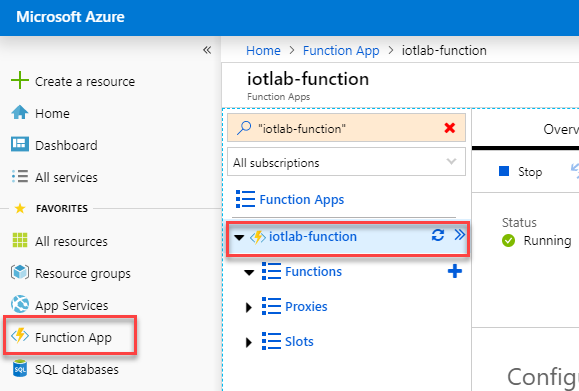 Microsoft Azure
«
Create a resource
Home
Dashboard
All services
FAVORITES
All resources
Resource groups
App Services
Function App
SQL databases
Home > Function App > iotlab-function
iotlab-function
Function Apps
"iotlab-function"
All subscriptions
Function Apps
iotlab-function
Functions
Proxies
Slots
Overv
Stop
Status
Running
Configu